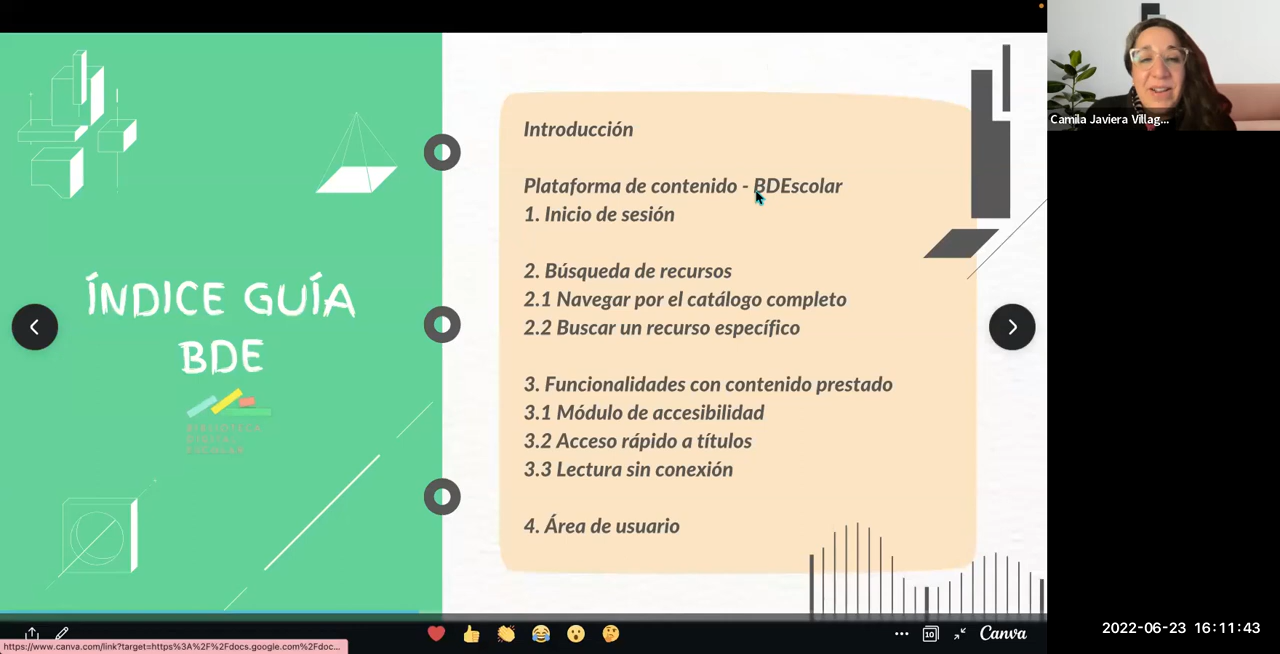 ÍNDICE GUÍA
BDE
BIBLIOTECA
DIGITAL
ESCOLAR
Introducción
Plataforma de contenido - BDEscolar
1. Inicio de sesión
2. Búsqueda de recursos
2.1 Navegar por el catálogo completo
2.2 Buscar un recurso específico
3. Funcionalidades con contenido prestado
3.1 Módulo de accesibilidad
3.2 Acceso rápido a títulos
3.3 Lectura sin conexión
4. Área de usuario
Camila Javiera Villag...
10
Canva
https://www.canva.com/link?target=https%3A%2F%2Fdocs.google.com%2Fdoc...
2022-06-23 16:11:43